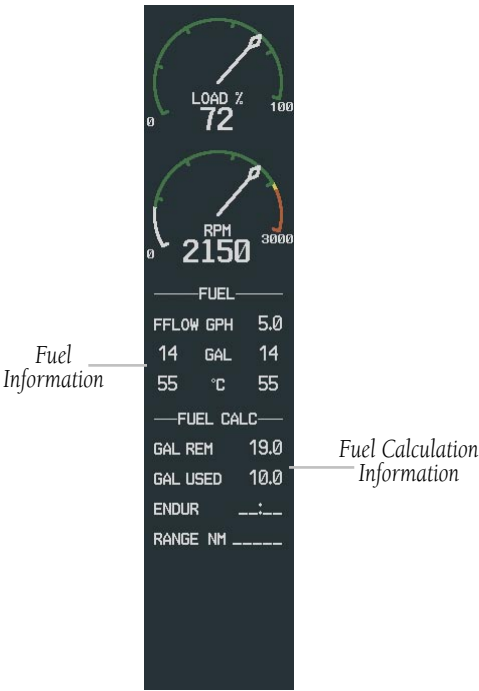 LOAD %
0
72
100
RPM
0
2150
3000
FUEL
FFLOW GPH 5.0
14 GAL 14
55 °C 55
Fuel
Information
FUEL CALC
GAL REM 19.0
GAL USED 10.0
ENDUR __:__
RANGE NM _____
Fuel Calculation
Information